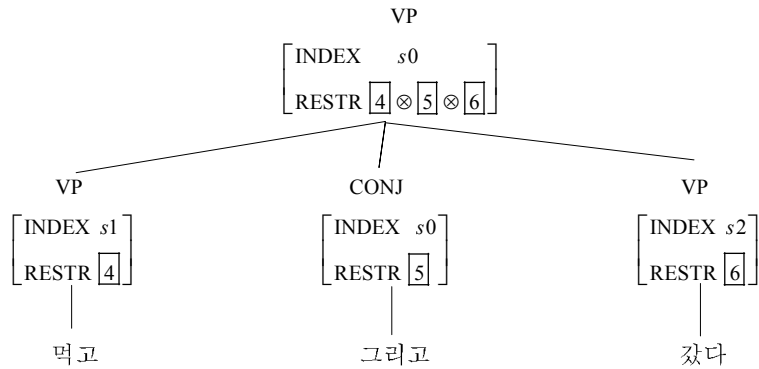 VP
INDEX s0
RESTR 4 ⊗ 5 ⊗ 6
VP CONJ VP
INDEX s1 INDEX s0 INDEX s2
RESTR 4 RESTR 5 RESTR 6
먹고 그리고 갔다